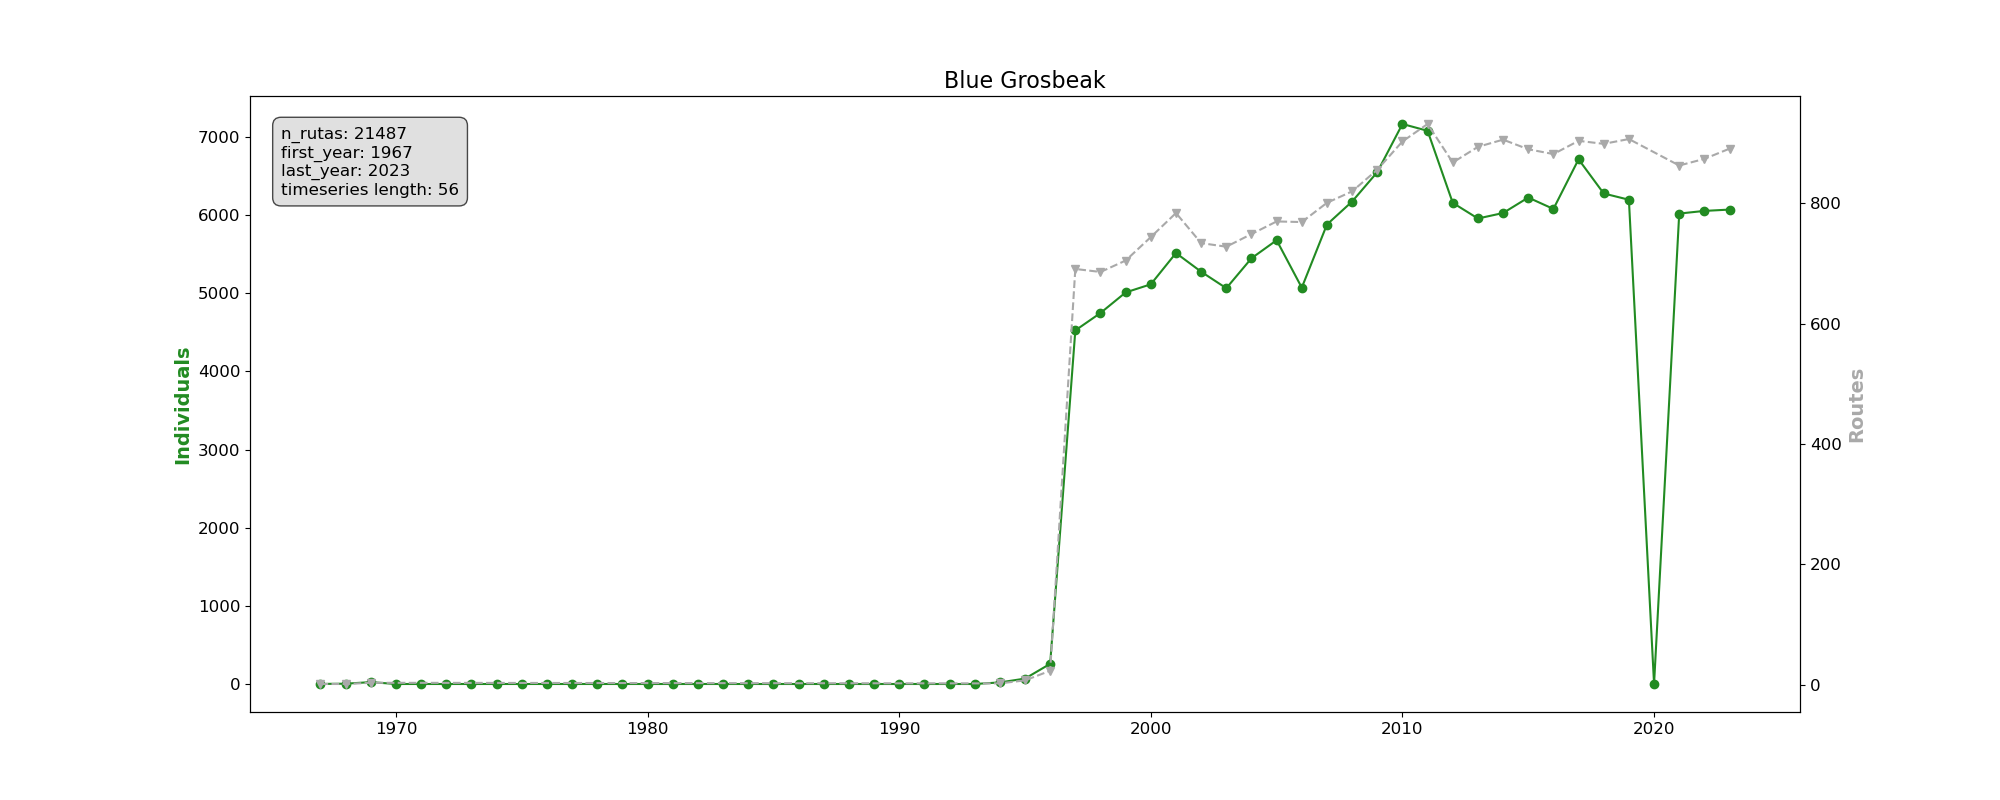 Blue Grosbeak
n_rutas: 21487
first_year: 1967
last_year: 2023
timeseries length: 56
7000
6000
5000
4000
3000
2000
1000
0
Individuals
800
600
400
200
0
Routes
1970
1980
1990
2000
2010
2020